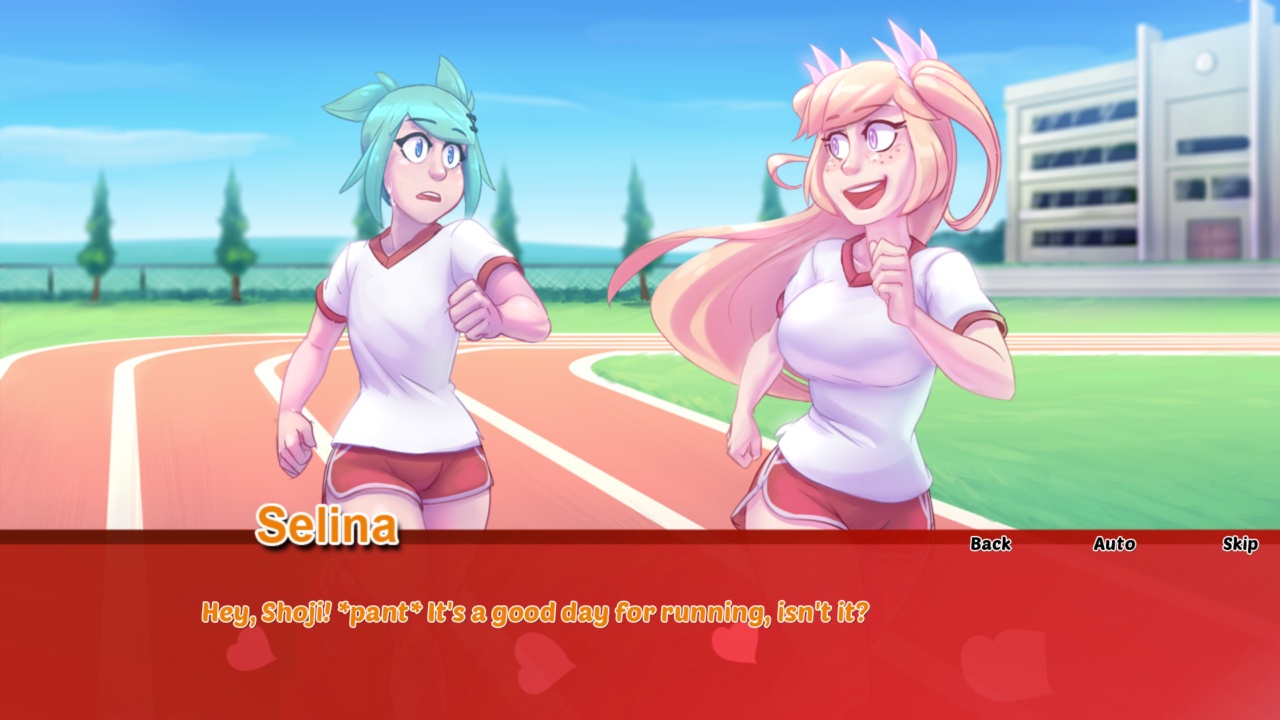 Selina
Back Auto Skip
Hey, Shoji! *pant* It's a good day for running, isn't it?